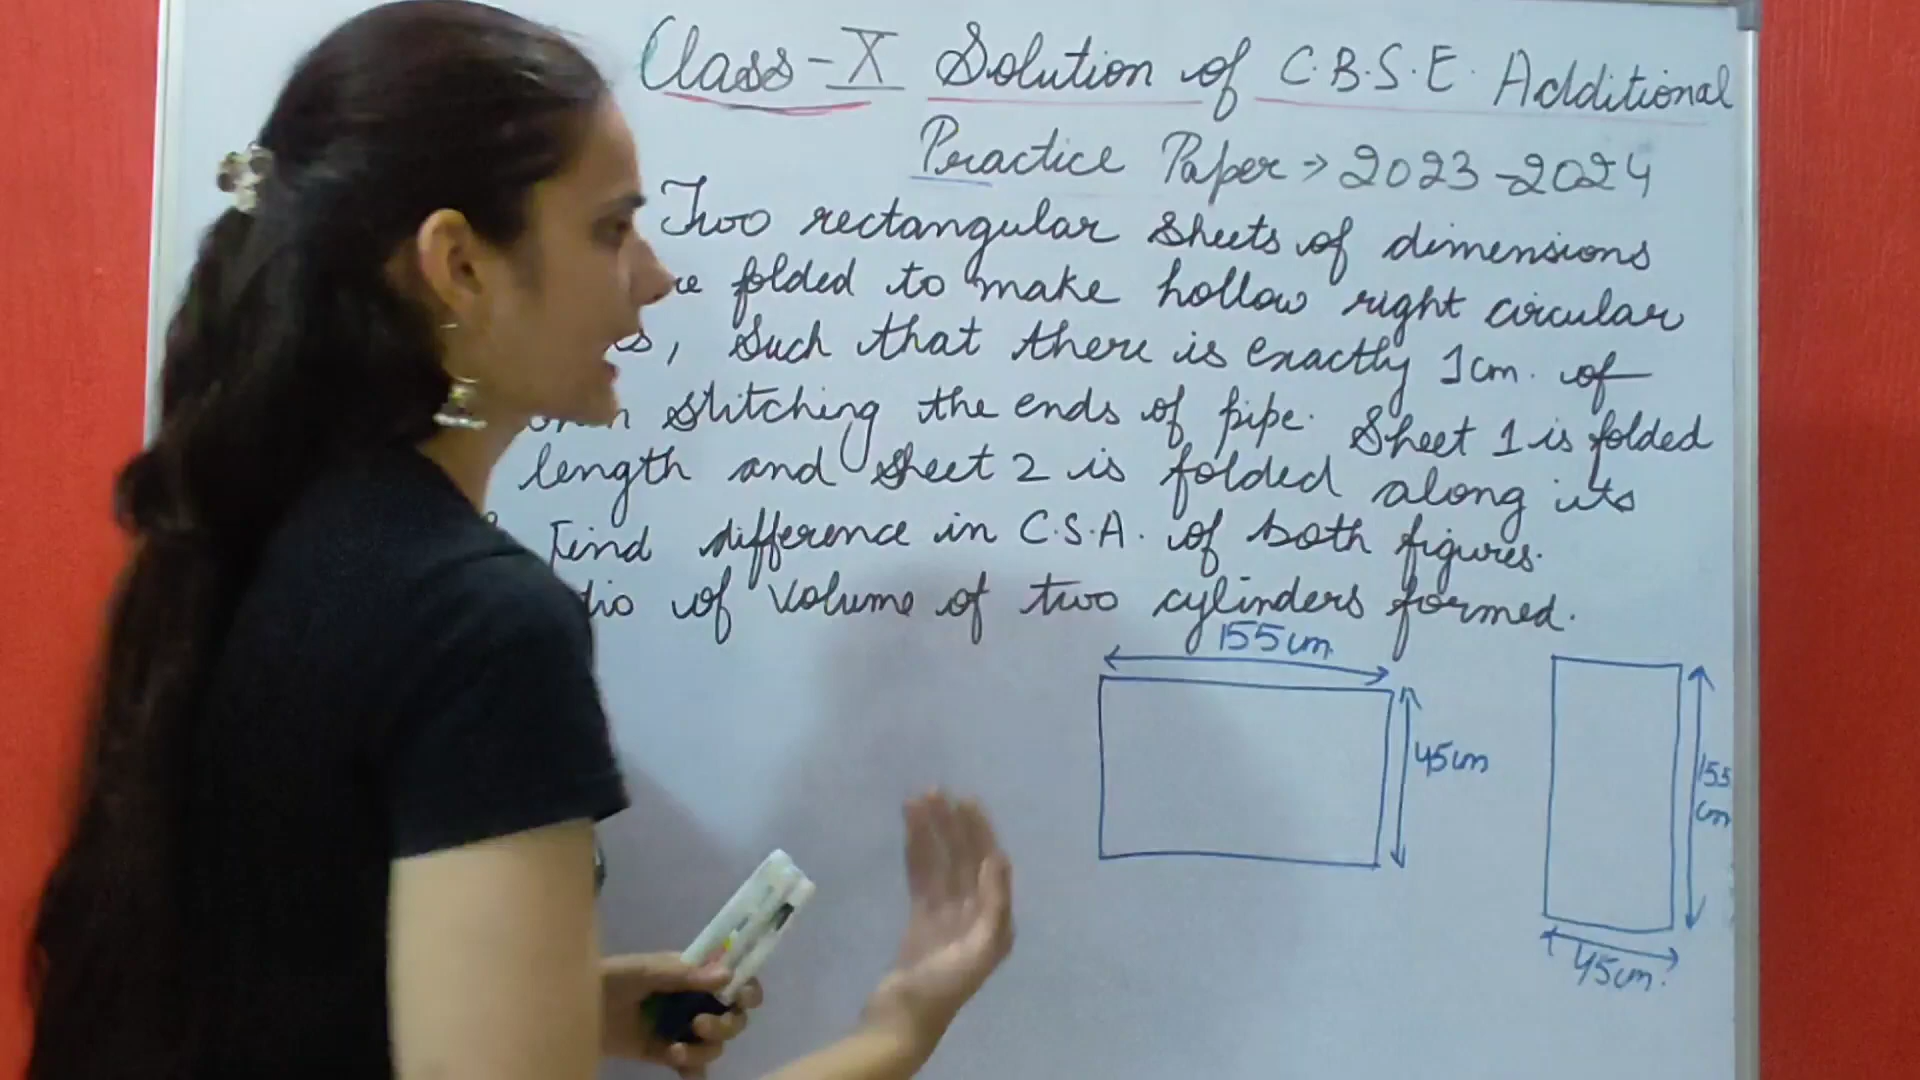 Class-X Solution of C.B.S.E. Additional
Practice Paper → 2023-2024
Two rectangular sheets of dimensions
folded to make hollow right circular
, Such that there is exactly 1cm. of
stitching the ends of pipe. Sheet 1 is folded
length and sheet 2 is folded along its
Find difference in C.S.A. of both figures.
of volume of two cylinders formed.
155cm
45cm
155
cm
45cm.